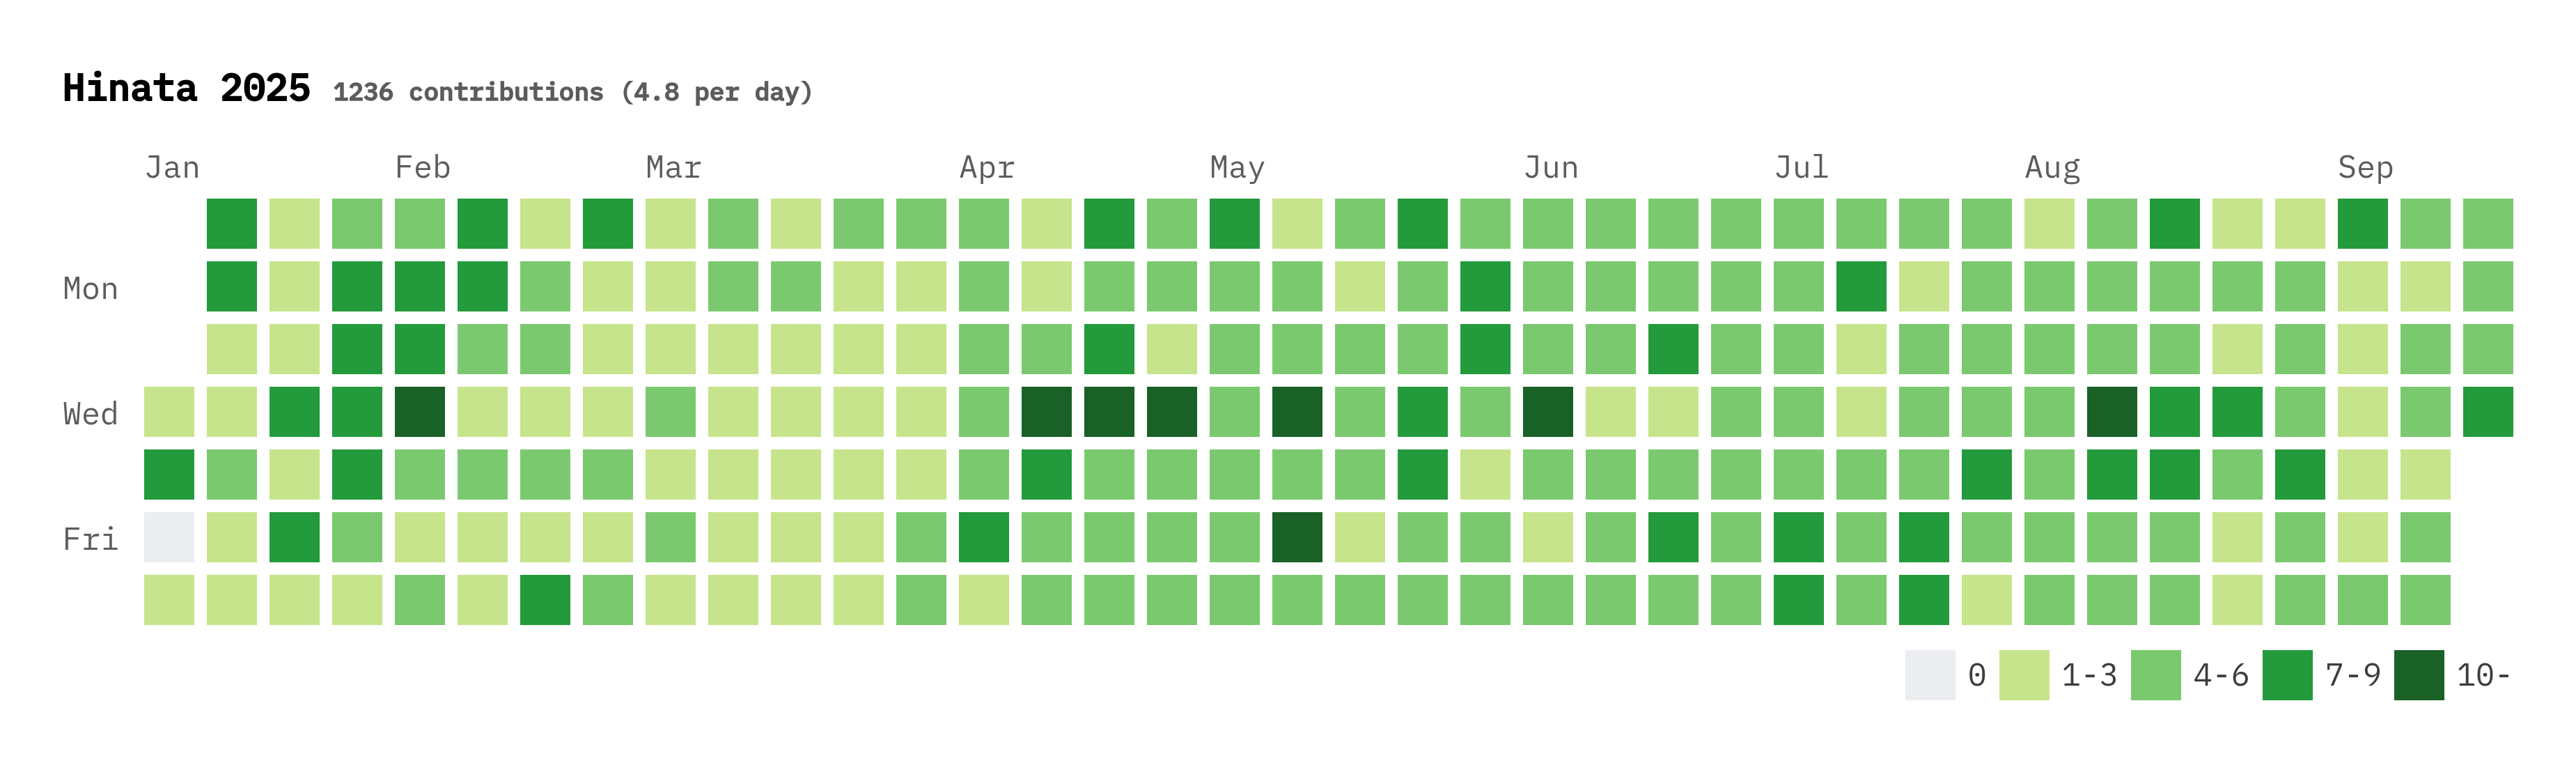 Hinata 2025 1236 contributions (4.8 per day)
Jan Feb Mar Apr May Jun Jul Aug Sep
Mon
Wed
Fri
0 1-3 4-6 7-9 10-